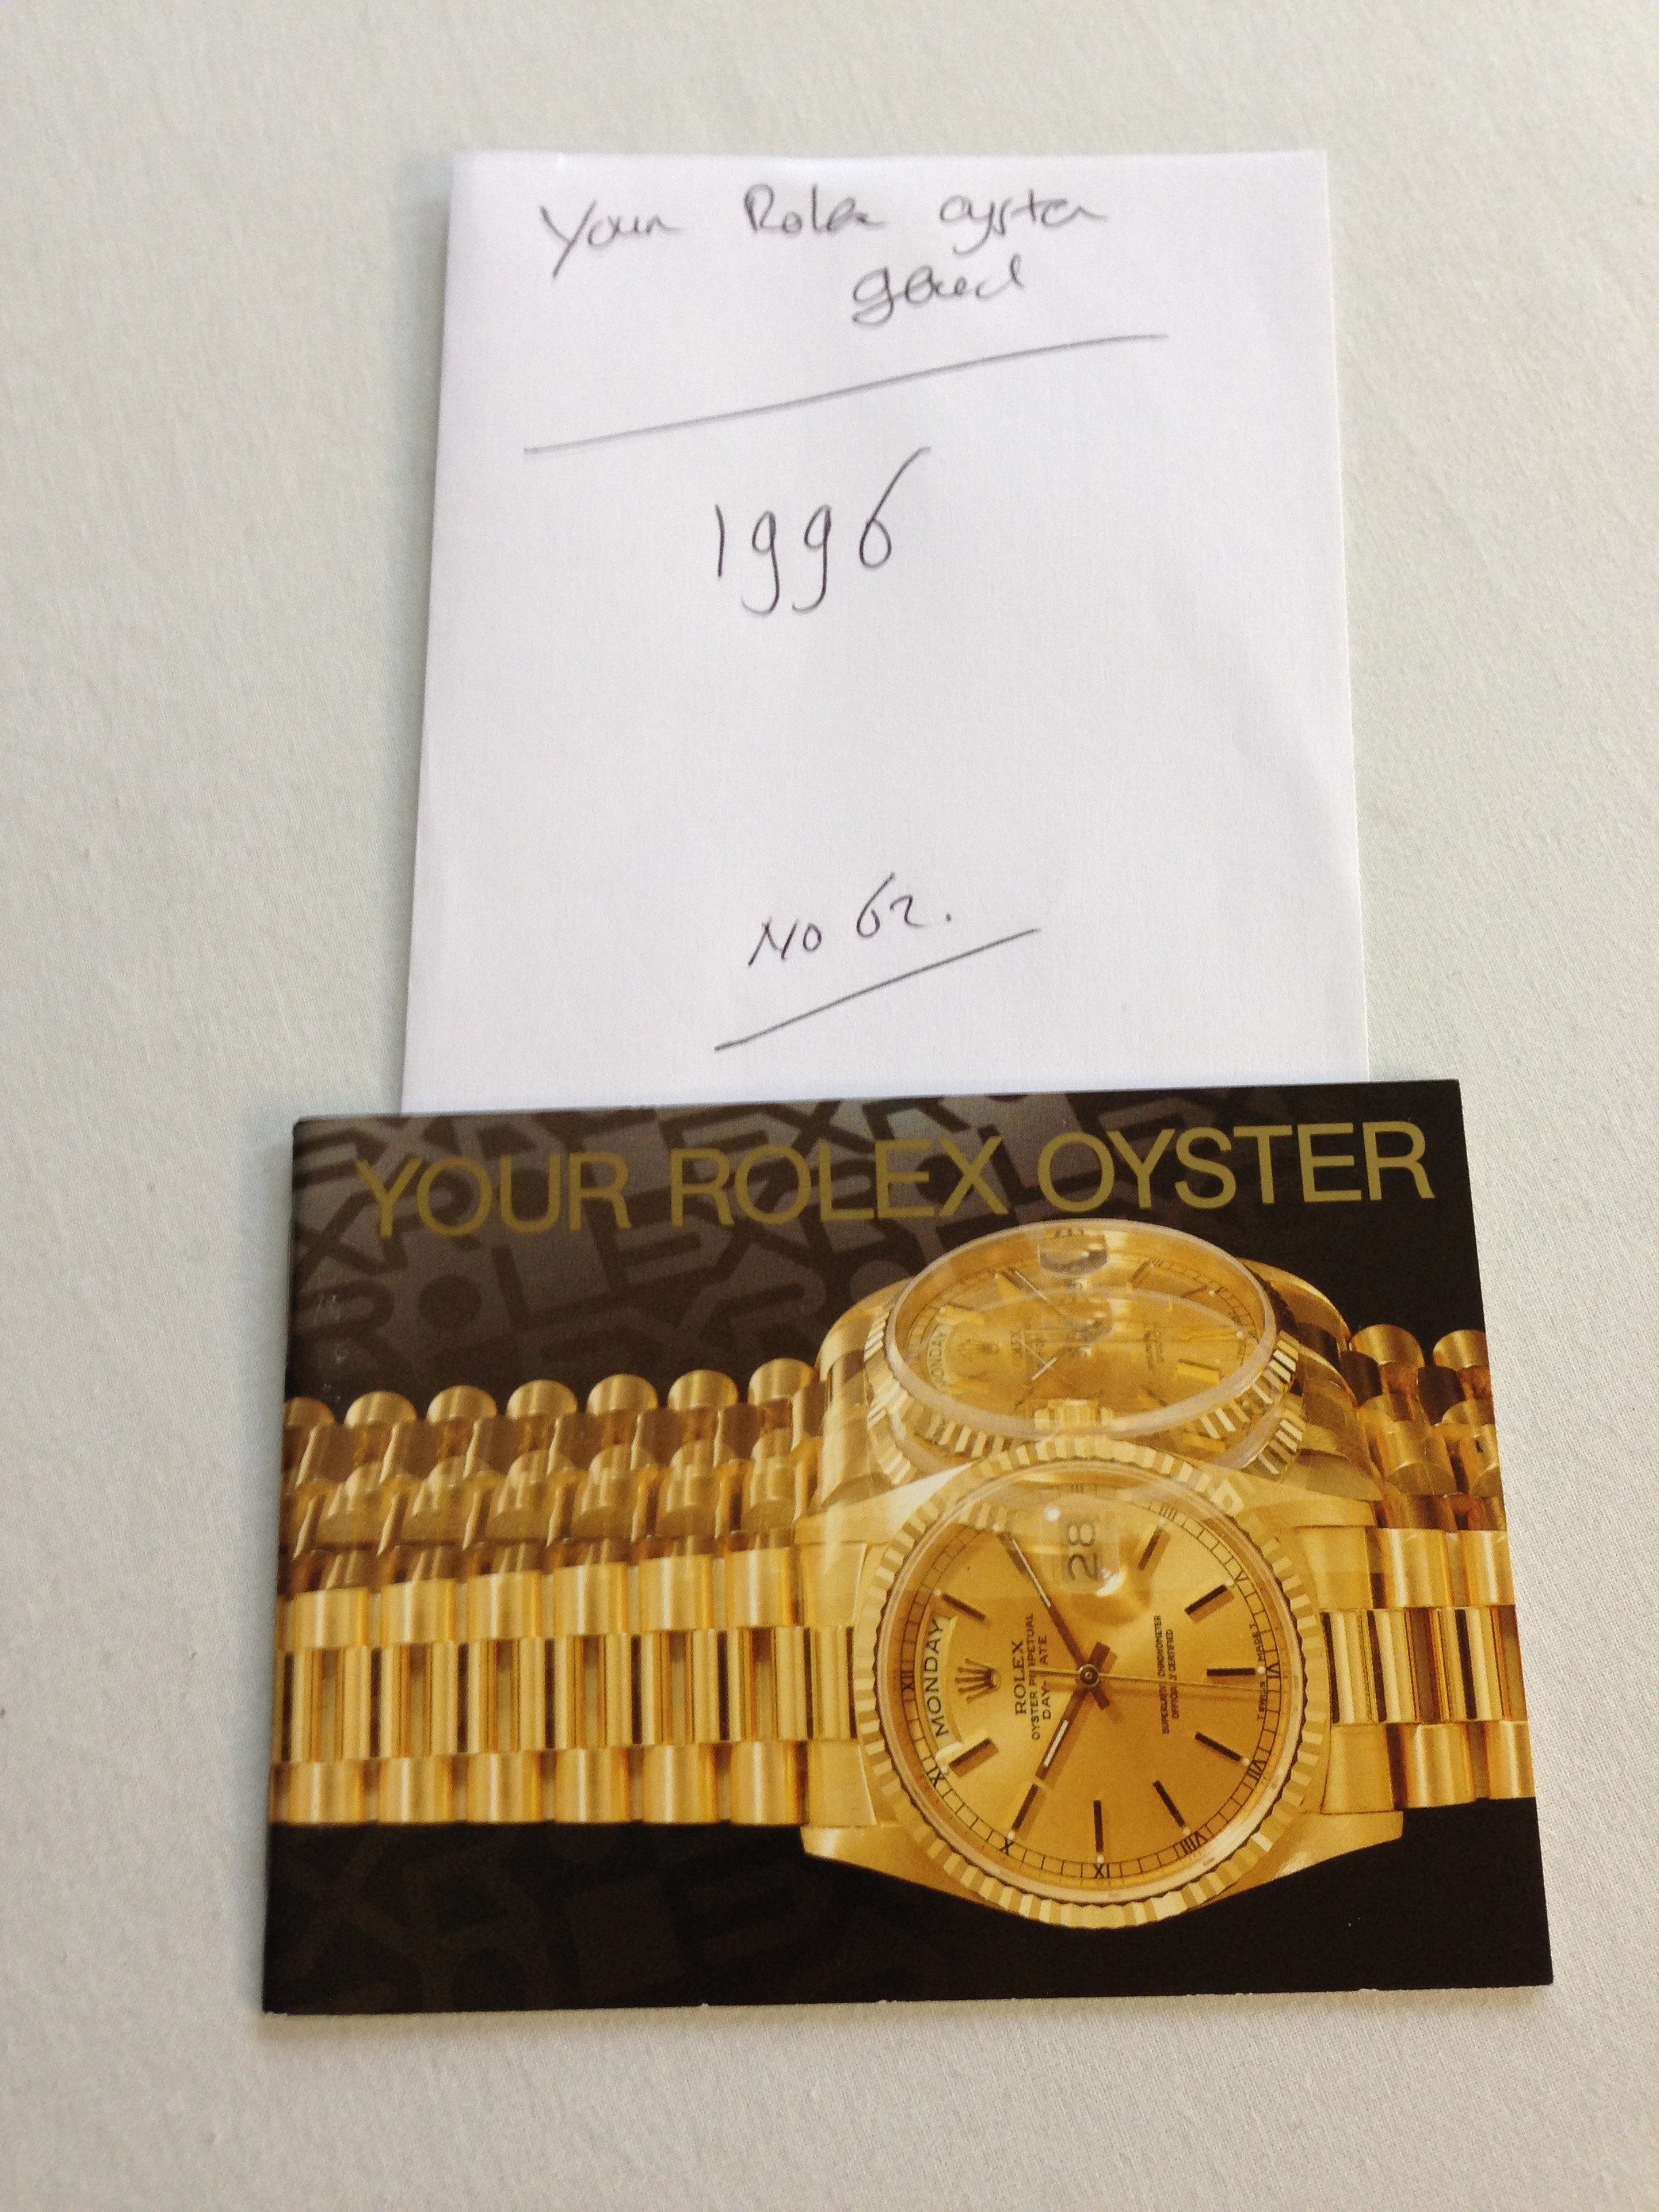 Your Rolex oyster
goud
1996
NO 62.
YOUR ROLEX OYSTER
MONDAY
28
ROLEX
OYSTER PERPETUAL
DAY-DATE
SUPERLATIVE CHRONOMETER
OFFICIALLY CERTIFIED